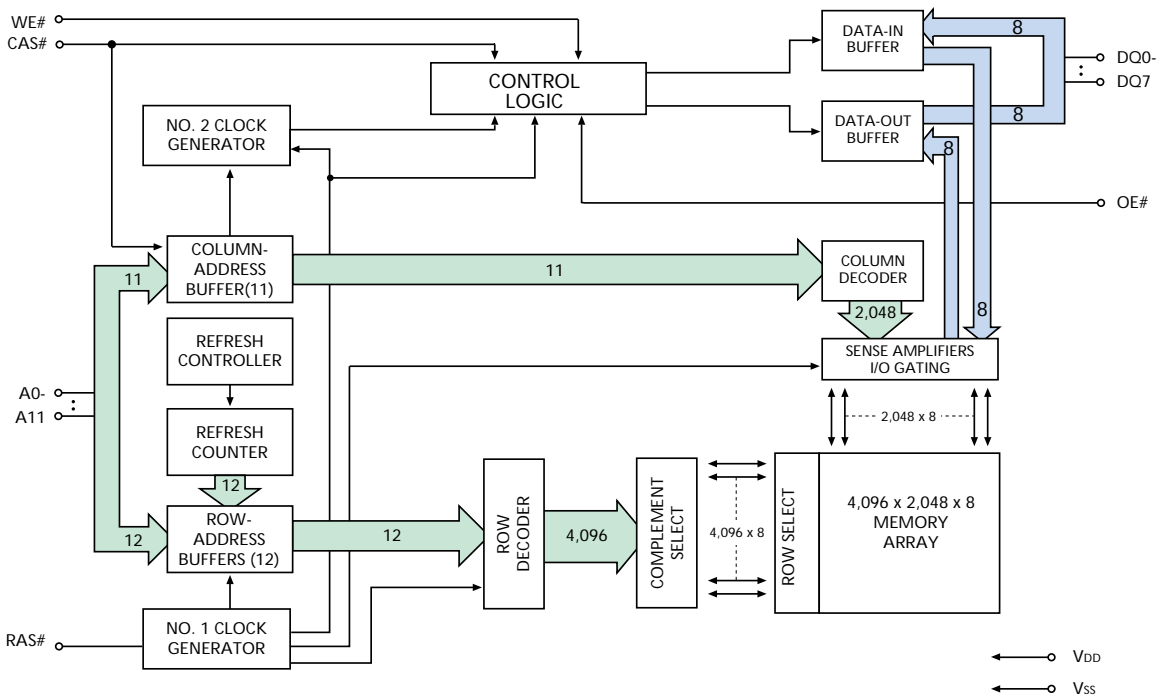 WE#
CAS#
CONTROL
LOGIC
DATA-IN
BUFFER
8
DQ0-
DQ7
NO. 2 CLOCK
GENERATOR
DATA-OUT
BUFFER
8
8
OE#
COLUMN-
ADDRESS
BUFFER(11)
11
11
COLUMN
DECODER
2,048
8
REFRESH
CONTROLLER
SENSE AMPLIFIERS
I/O GATING
A0-
A11
REFRESH
COUNTER
2,048 x 8
12
ROW-
ADDRESS
BUFFERS (12)
12
12
ROW
DECODER
4,096
COMPLEMENT
SELECT
4,096 x 8
ROW SELECT
4,096 x 2,048 x 8
MEMORY
ARRAY
RAS#
NO. 1 CLOCK
GENERATOR
VDD
VSS